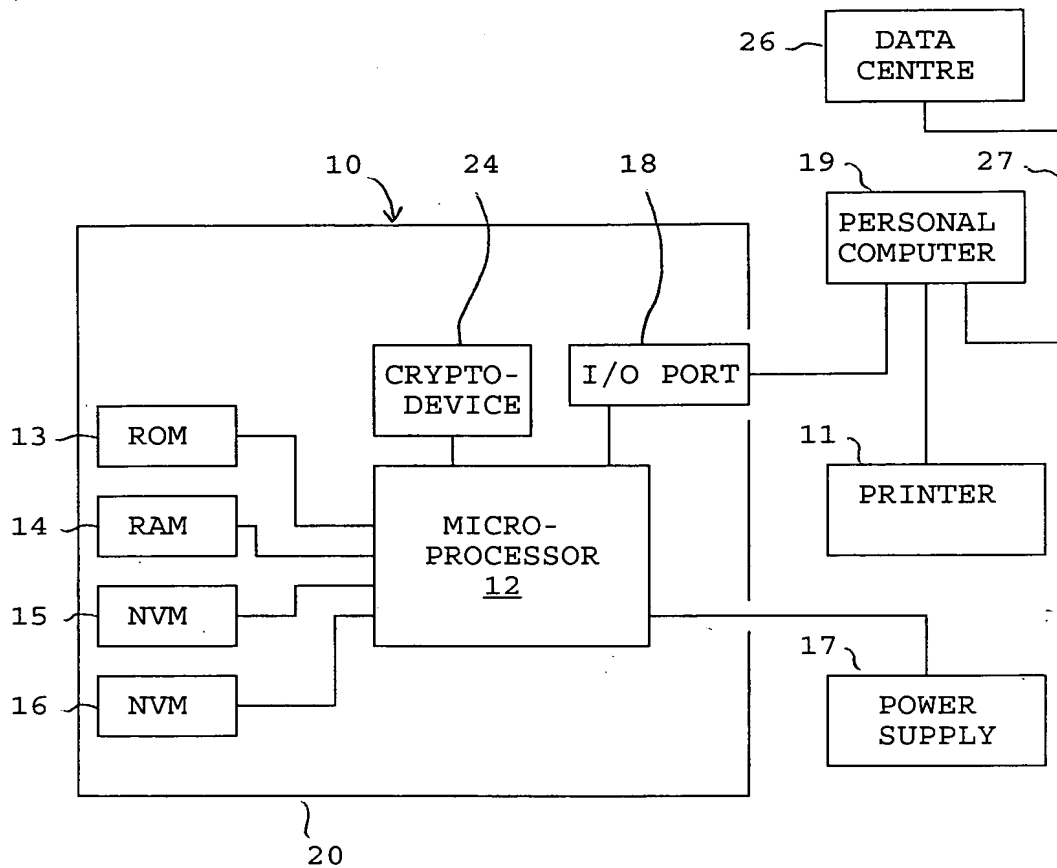 26
DATA
CENTRE
10
24
18
19
27
PERSONAL
COMPUTER
CRYPTO-
DEVICE
I/O PORT
13
ROM
11
PRINTER
14
RAM
MICRO-
PROCESSOR
12
15
NVM
16
NVM
17
POWER
SUPPLY
20